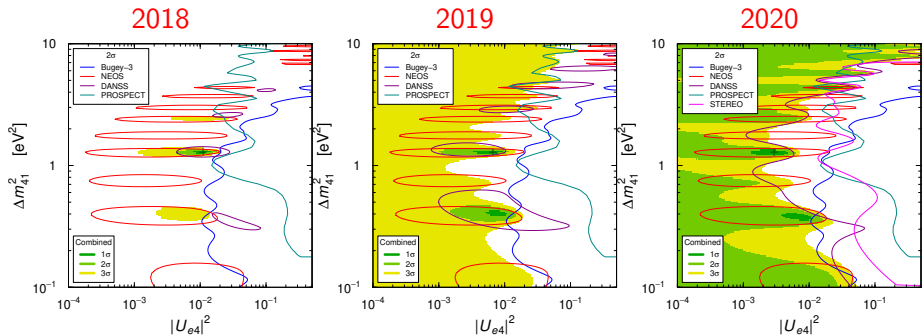 2018 2019 2020
2σ
Bugey−3
NEOS
DANSS
PROSPECT
Combined
1σ
2σ
3σ
Δm²₄₁ [eV²]
10
1
10⁻¹
10⁻⁴ 10⁻³ 10⁻² 10⁻¹
|Uₑ₄|²
2σ
Bugey−3
NEOS
DANSS
PROSPECT
Combined
1σ
2σ
3σ
Δm²₄₁ [eV²]
10
1
10⁻¹
10⁻⁴ 10⁻³ 10⁻² 10⁻¹
|Uₑ₄|²
2σ
Bugey−3
NEOS
DANSS
PROSPECT
STEREO
Combined
1σ
2σ
3σ
Δm²₄₁ [eV²]
10
1
10⁻¹
10⁻⁴ 10⁻³ 10⁻² 10⁻¹
|Uₑ₄|²